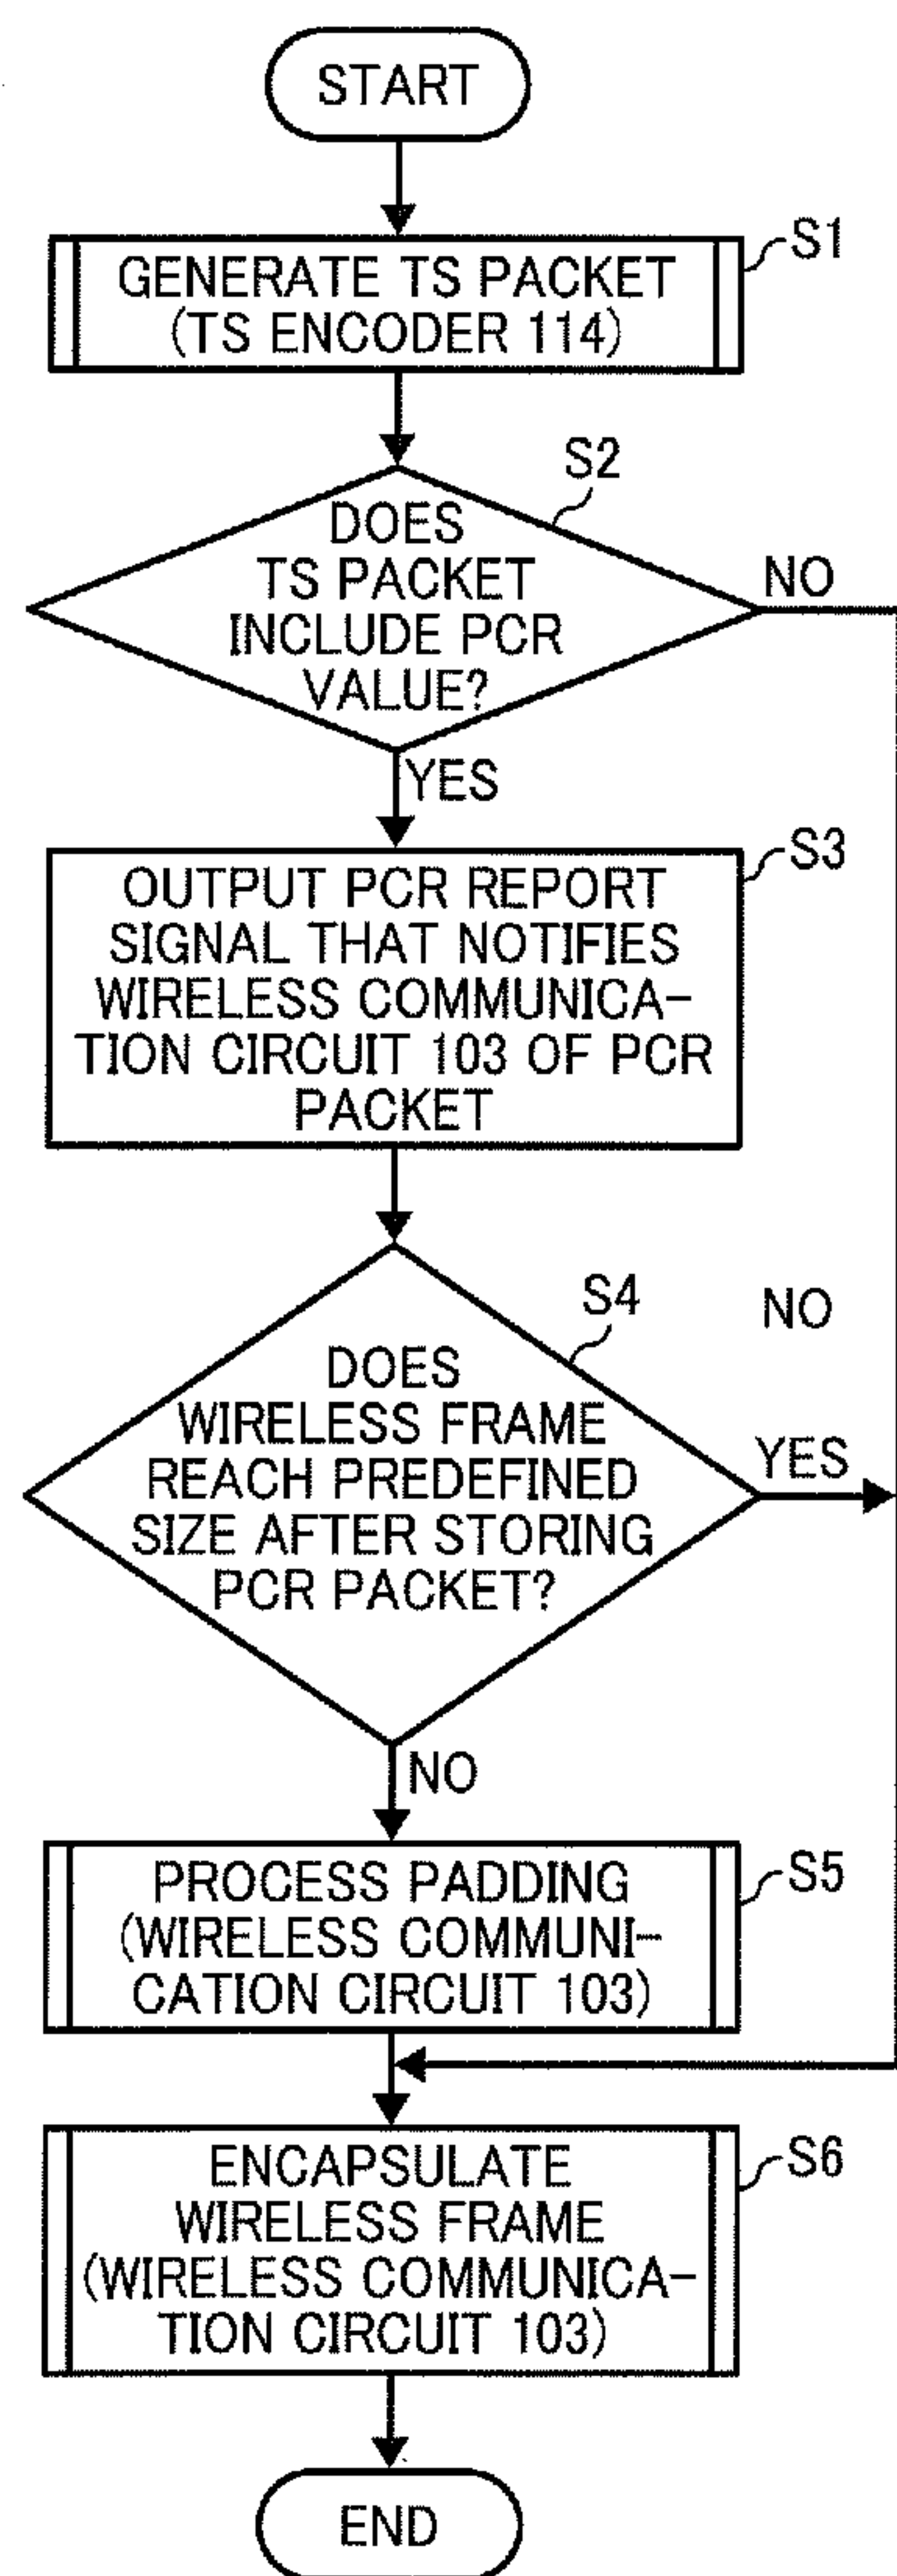 START
S1
GENERATE TS PACKET
(TS ENCODER 114)
S2
DOES
TS PACKET
INCLUDE PCR
VALUE?
NO
YES
S3
OUTPUT PCR REPORT
SIGNAL THAT NOTIFIES
WIRELESS COMMUNICA-
TION CIRCUIT 103 OF PCR
PACKET
S4
NO
DOES
WIRELESS FRAME
REACH PREDEFINED
SIZE AFTER STORING
PCR PACKET?
YES
NO
S5
PROCESS PADDING
(WIRELESS COMMUNI-
CATION CIRCUIT 103)
S6
ENCAPSULATE
WIRELESS FRAME
(WIRELESS COMMUNICA-
TION CIRCUIT 103)
END